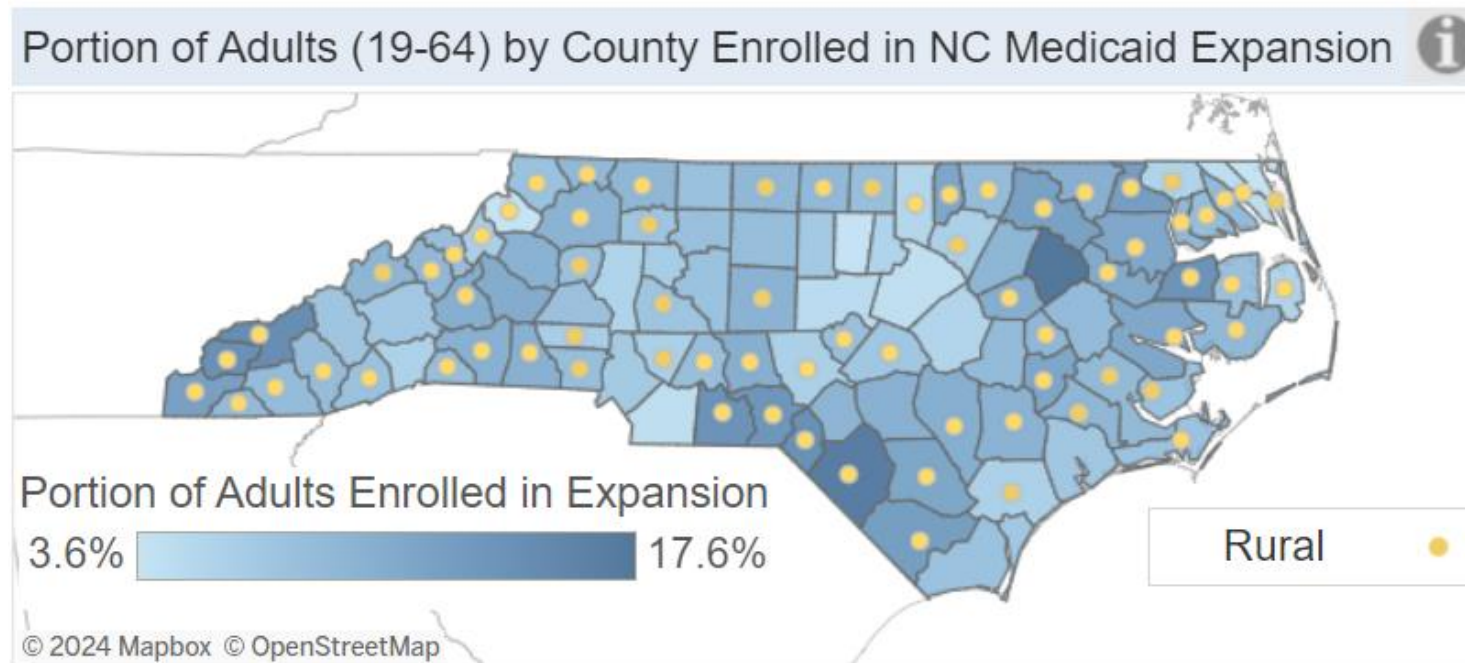 Portion of Adults (19-64) by County Enrolled in NC Medicaid Expansion i
Portion of Adults Enrolled in Expansion
3.6% 17.6%
Rural
© 2024 Mapbox © OpenStreetMap